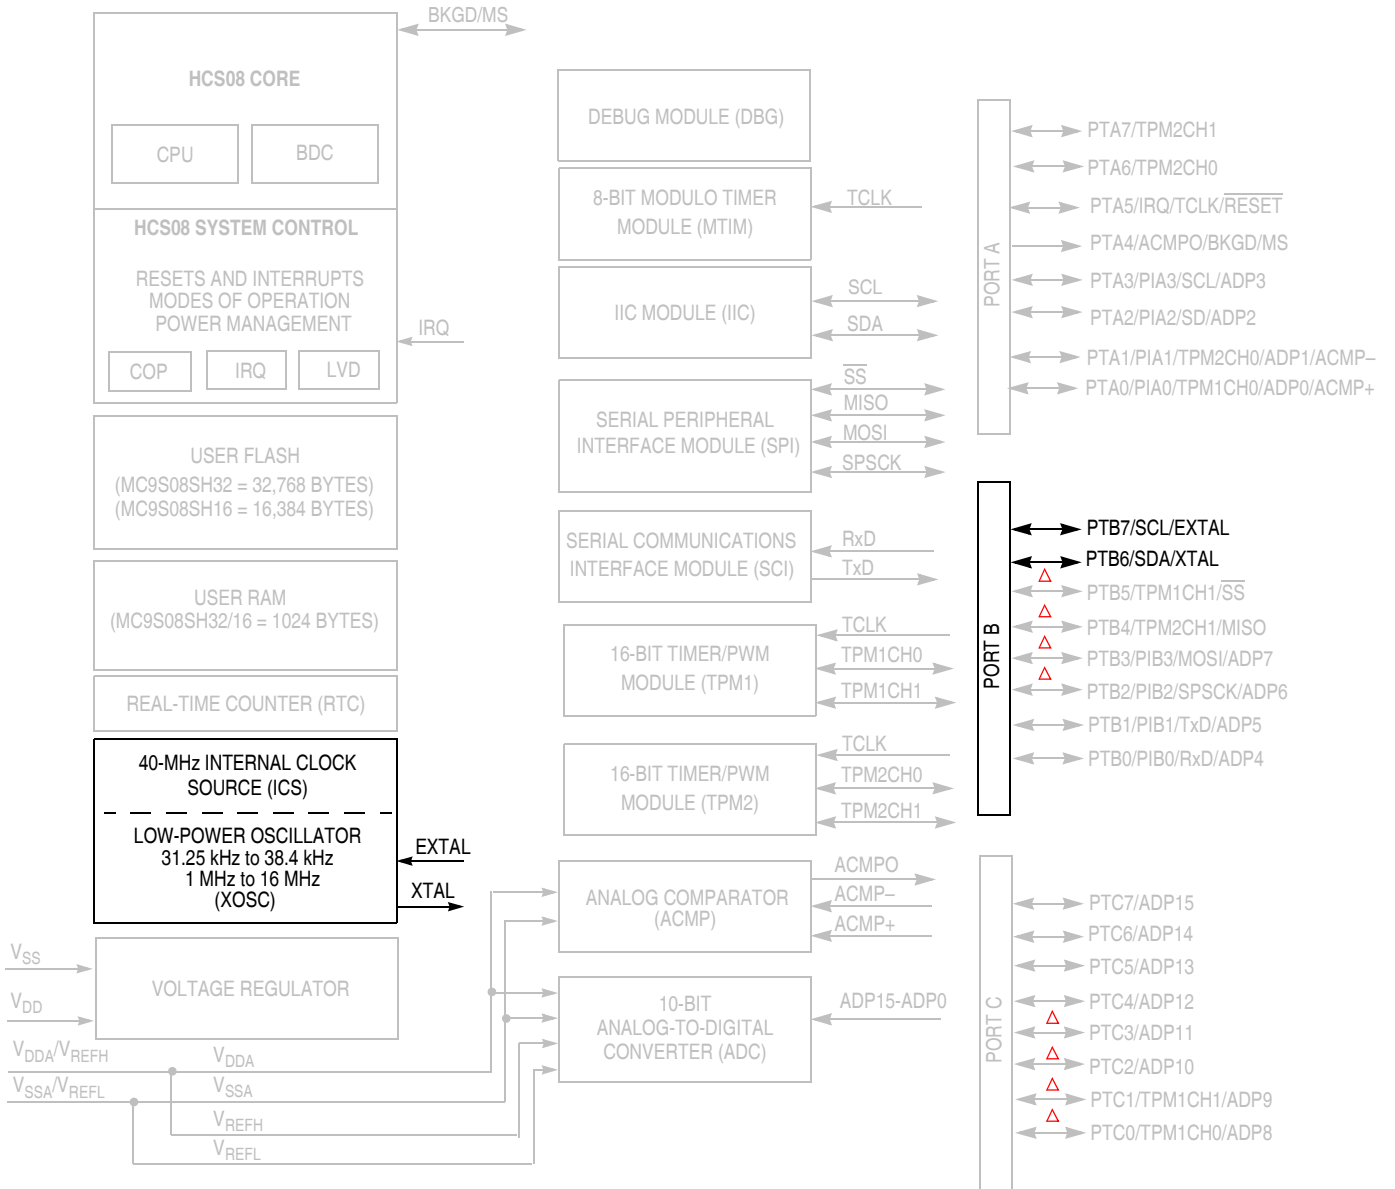 BKGD/MS
HCS08 CORE
CPU
BDC
HCS08 SYSTEM CONTROL
RESETS AND INTERRUPTS
MODES OF OPERATION
POWER MANAGEMENT
IRQ
COP
IRQ
LVD
USER FLASH
(MC9S08SH32 = 32,768 BYTES)
(MC9S08SH16 = 16,384 BYTES)
USER RAM
(MC9S08SH32/16 = 1024 BYTES)
REAL-TIME COUNTER (RTC)
40-MHz INTERNAL CLOCK
SOURCE (ICS)
LOW-POWER OSCILLATOR
31.25 kHz to 38.4 kHz
1 MHz to 16 MHz
(XOSC)
EXTAL
XTAL
VSS
VDD
VOLTAGE REGULATOR
VDDA/VREFH
VSSA/VREFL
VDDA
VSSA
VREFH
VREFL
DEBUG MODULE (DBG)
8-BIT MODULO TIMER
MODULE (MTIM)
TCLK
IIC MODULE (IIC)
SCL
SDA
SERIAL PERIPHERAL
INTERFACE MODULE (SPI)
SS
MISO
MOSI
SPSCK
SERIAL COMMUNICATIONS
INTERFACE MODULE (SCI)
RxD
TxD
16-BIT TIMER/PWM
MODULE (TPM1)
TCLK
TPM1CH0
TPM1CH1
16-BIT TIMER/PWM
MODULE (TPM2)
TCLK
TPM2CH0
TPM2CH1
ANALOG COMPARATOR
(ACMP)
ACMPO
ACMP–
ACMP+
10-BIT
ANALOG-TO-DIGITAL
CONVERTER (ADC)
ADP15-ADP0
PORT A
PTA7/TPM2CH1
PTA6/TPM2CH0
PTA5/IRQ/TCLK/RESET
PTA4/ACMPO/BKGD/MS
PTA3/PIA3/SCL/ADP3
PTA2/PIA2/SD/ADP2
PTA1/PIA1/TPM2CH0/ADP1/ACMP–
PTA0/PIA0/TPM1CH0/ADP0/ACMP+
PORT B
PTB7/SCL/EXTAL
PTB6/SDA/XTAL
Δ
PTB5/TPM1CH1/SS
Δ
PTB4/TPM2CH1/MISO
Δ
PTB3/PIB3/MOSI/ADP7
Δ
PTB2/PIB2/SPSCK/ADP6
PTB1/PIB1/TxD/ADP5
PTB0/PIB0/RxD/ADP4
PORT C
PTC7/ADP15
PTC6/ADP14
PTC5/ADP13
PTC4/ADP12
Δ
PTC3/ADP11
Δ
PTC2/ADP10
Δ
PTC1/TPM1CH1/ADP9
Δ
PTC0/TPM1CH0/ADP8